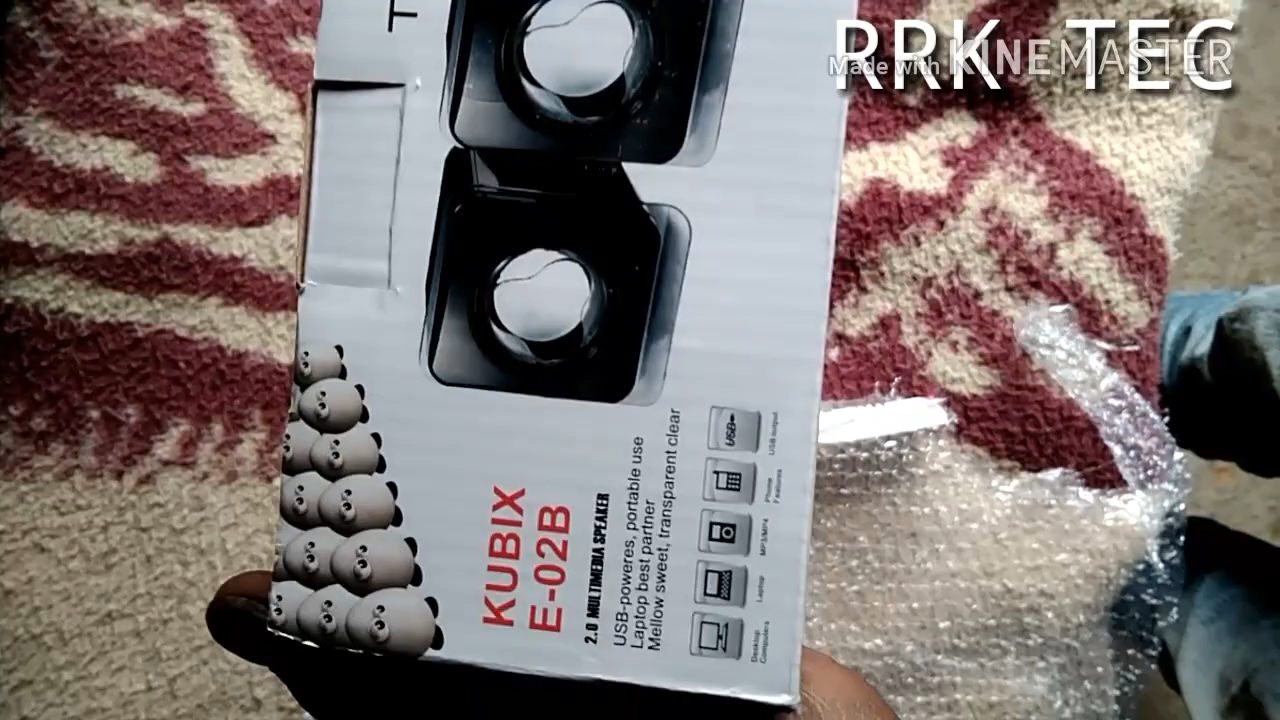 RRK TEC
Made with KINEMASTER
T
KUBIX
E-02B
2.0 MULTIMEDIA SPEAKER
USB-poweres, portable use
Laptop best partner
Mellow sweet, transparent clear
USB
USB output
Phone
MP3/MP4
Laptop
Desktop
Computers